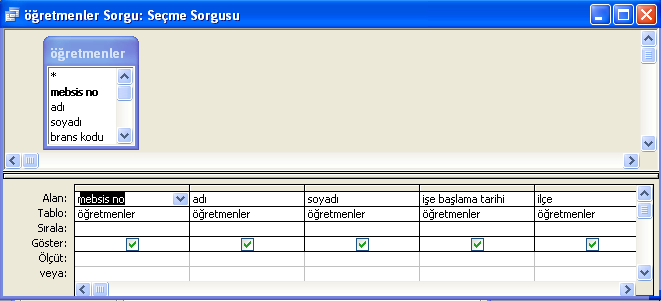 öğretmenler Sorgu: Seçme Sorgusu
öğretmenler
*
mebsis no
adı
soyadı
brans kodu
Alan: mebsis no adı soyadı işe başlama tarihi ilçe
Tablo: öğretmenler öğretmenler öğretmenler öğretmenler öğretmenler
Sırala:
Göster:
Ölçüt:
veya: